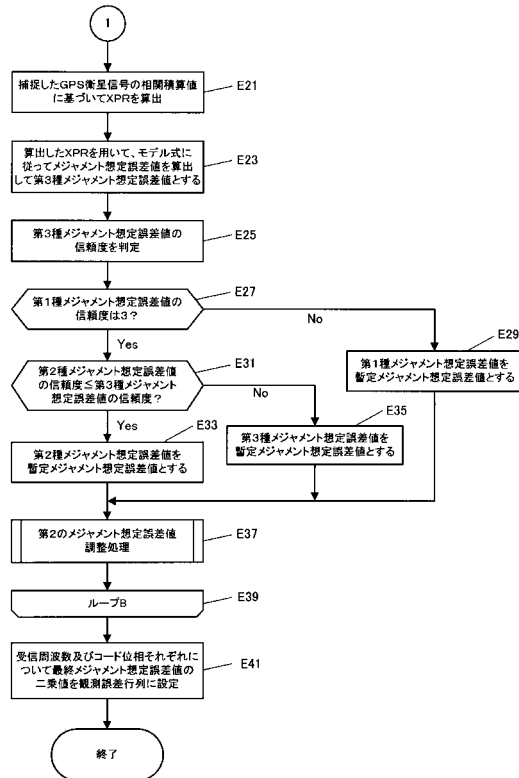 1
捕捉したGPS衛星信号の相関積算値
に基づいてXPRを算出
E21
算出したXPRを用いて、モデル式に
従ってメジャメント想定誤差値を算出
して第3種メジャメント想定誤差値とする
E23
第3種メジャメント想定誤差値の
信頼度を判定
E25
第1種メジャメント想定誤差値の
信頼度は3?
E27
No
Yes
第1種メジャメント想定誤差値を
暫定メジャメント想定誤差値とする
E29
第2種メジャメント想定誤差値
の信頼度≦第3種メジャメント
想定誤差値の信頼度?
E31
No
Yes
第3種メジャメント想定誤差値を
暫定メジャメント想定誤差値とする
E35
第2種メジャメント想定誤差値を
暫定メジャメント想定誤差値とする
E33
第2のメジャメント想定誤差値
調整処理
E37
ループB
E39
受信周波数及びコード位相それぞれに
ついて最終メジャメント想定誤差値の
二乗値を観測誤差行列に設定
E41
終了